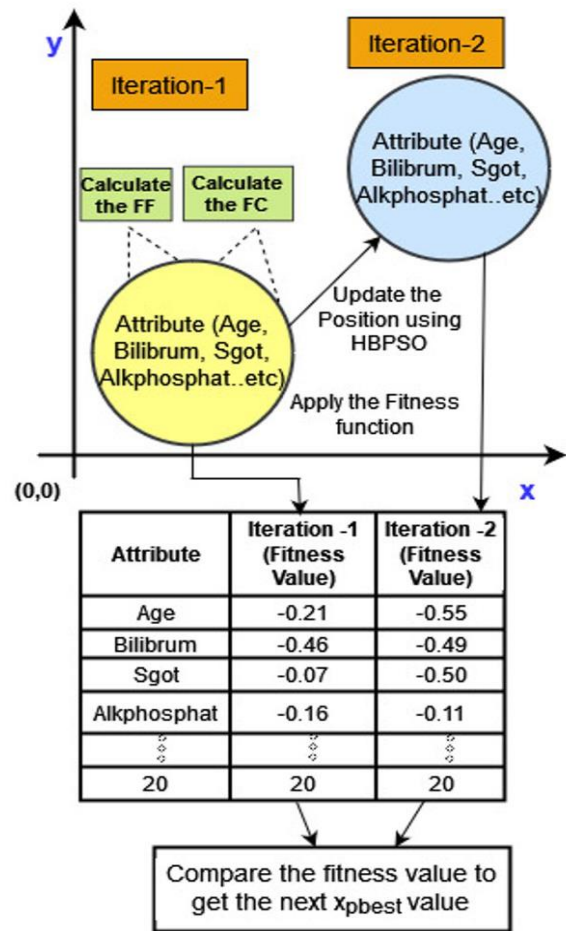 y
Iteration-1
Iteration-2
Calculate
the FF
Calculate
the FC
Attribute (Age,
Bilibrum, Sgot,
Alkphosphat..etc)
Attribute (Age,
Bilibrum, Sgot,
Alkphosphat..etc)
Update the
Position using
HBPSO
Apply the Fitness
function
(0,0)
x
Attribute
Iteration -1
(Fitness
Value)
Iteration -2
(Fitness
Value)
Age -0.21 -0.55
Bilibrum -0.46 -0.49
Sgot -0.07 -0.50
Alkphosphat -0.16 -0.11
20 20 20
Compare the fitness value to
get the next xpbest value